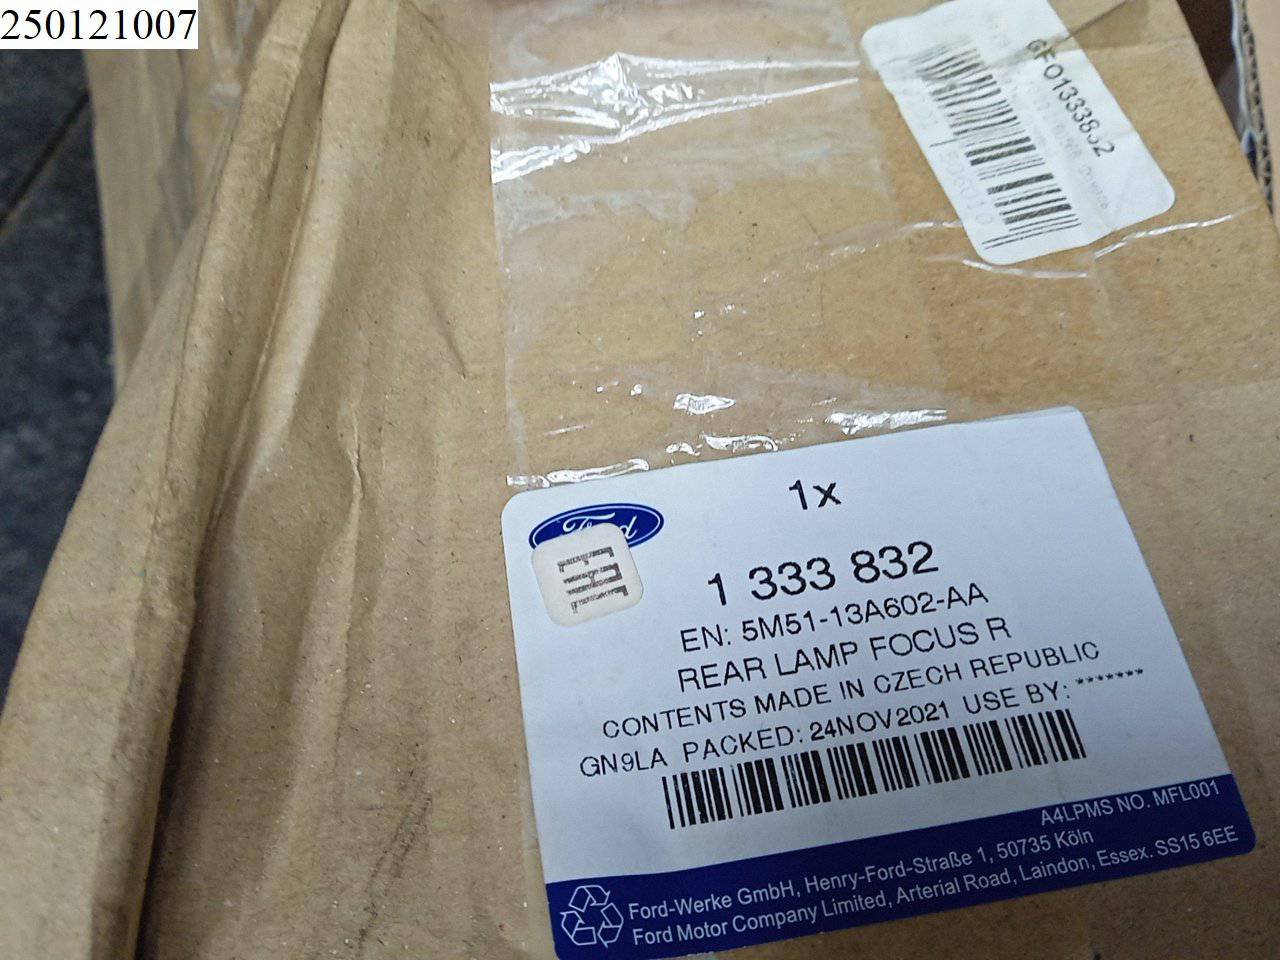 250121007
GFO1333832
1x
Ford
1 333 832
EN: 5M51-13A602-AA
REAR LAMP FOCUS R
CONTENTS MADE IN CZECH REPUBLIC
GN9LA PACKED: 24NOV2021 USE BY: *******
A4LPMS NO. MFL001
Ford-Werke GmbH, Henry-Ford-Straße 1, 50735 Köln
Ford Motor Company Limited, Arterial Road, Laindon, Essex. SS15 6EE